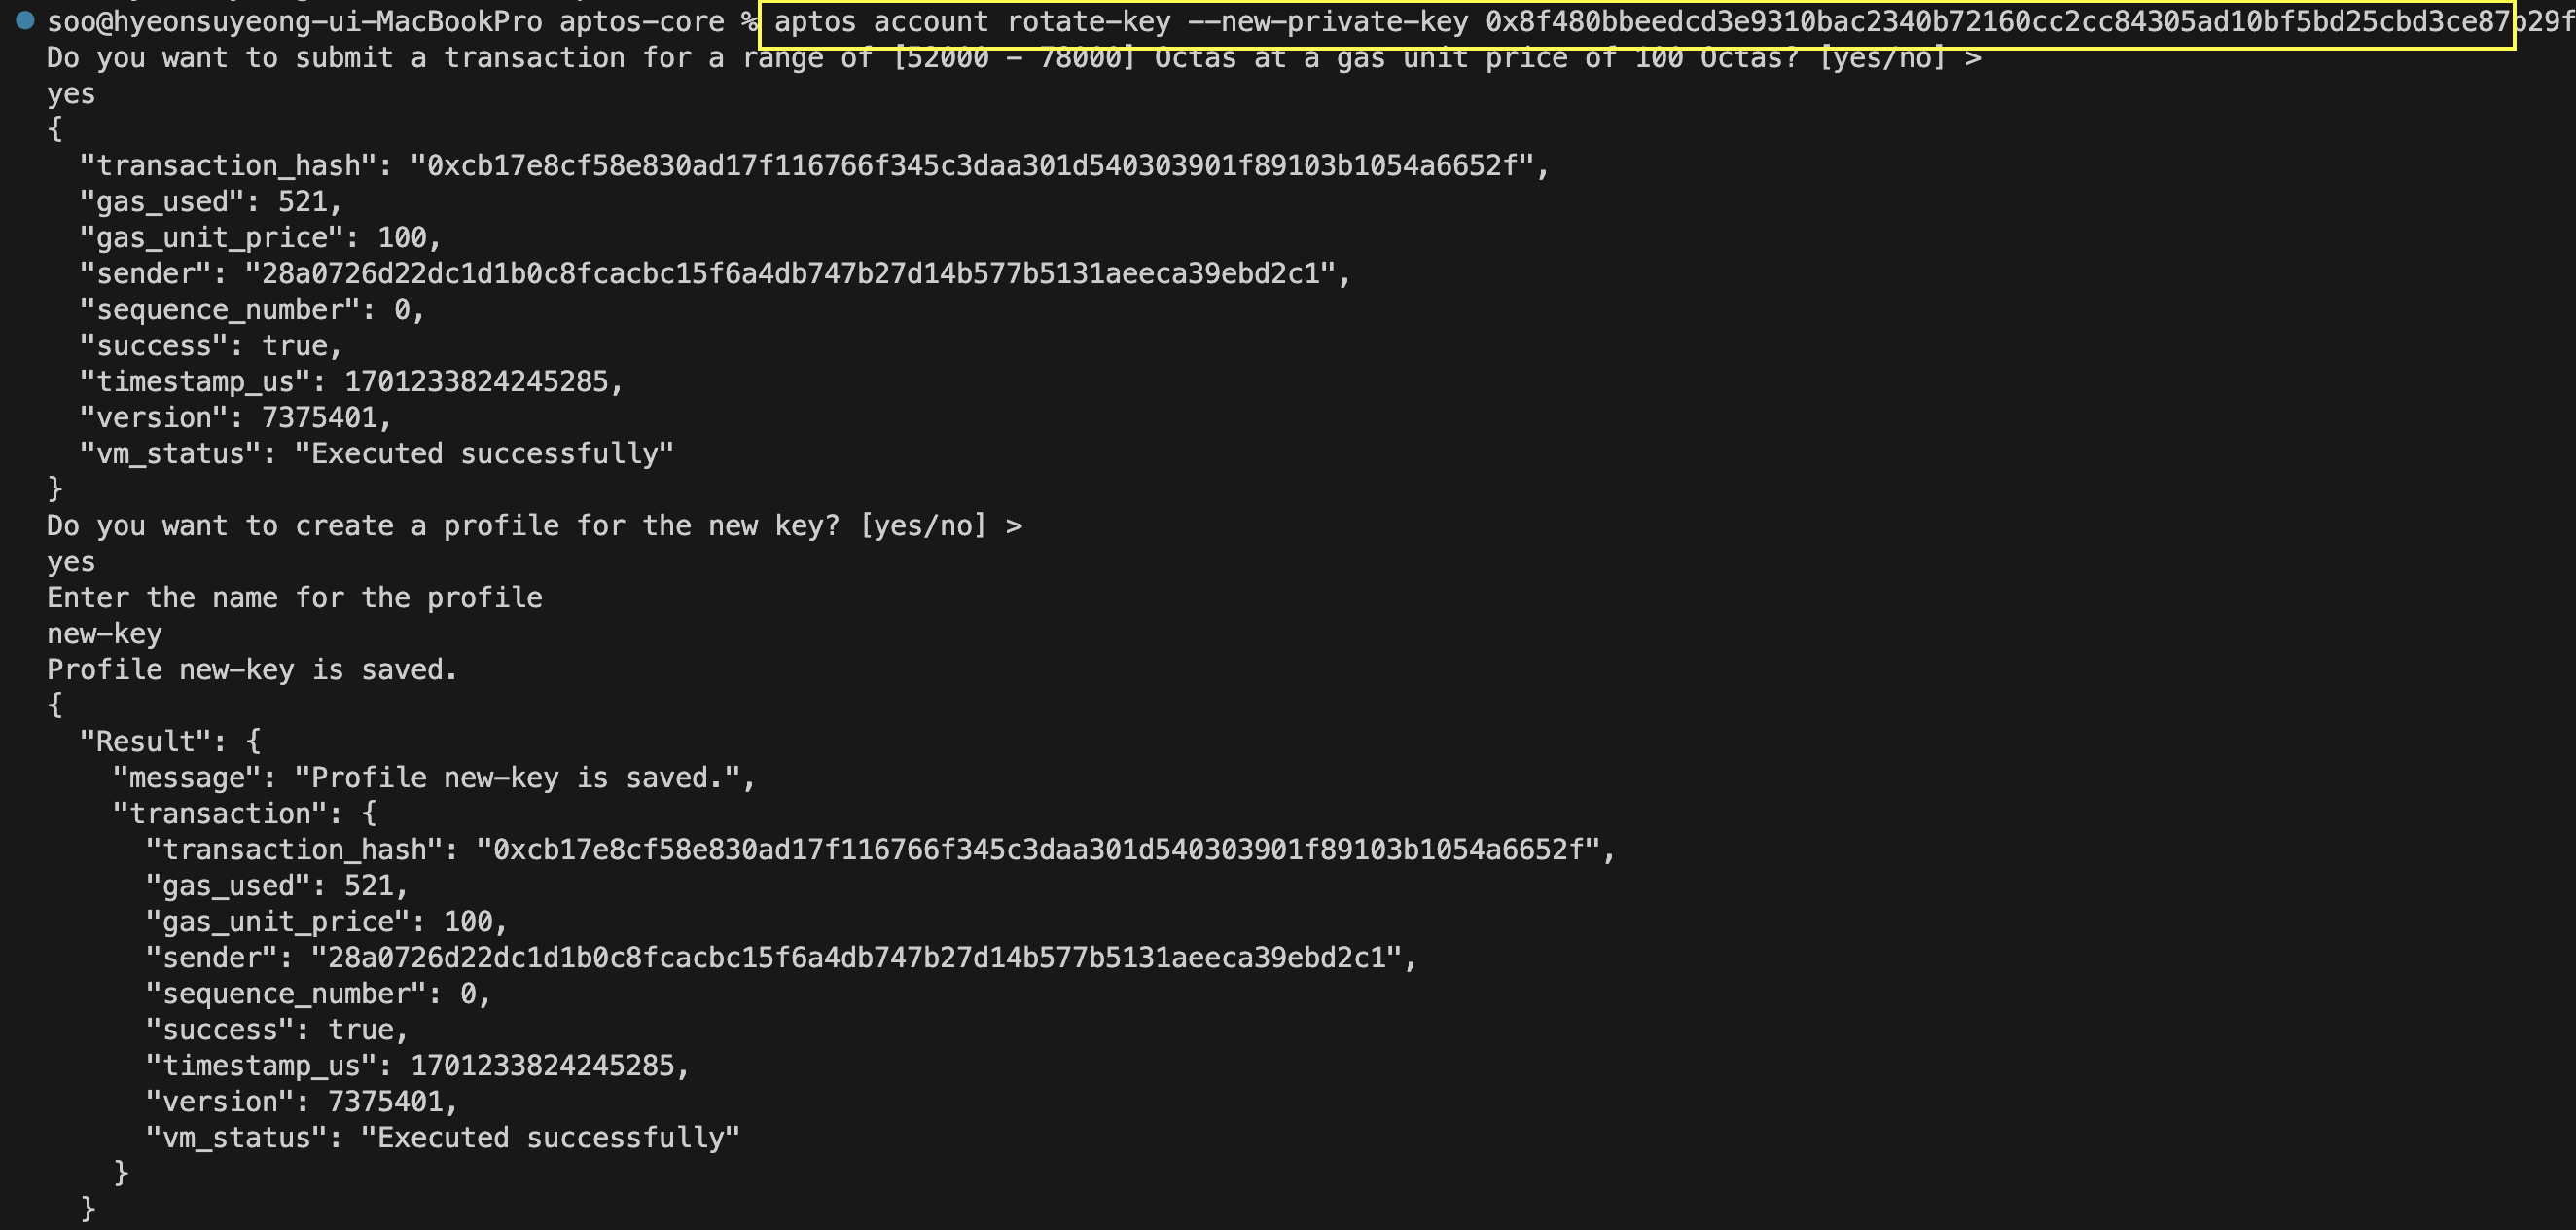 soo@hyeonsuyeong-ui-MacBookPro aptos-core % aptos account rotate-key --new-private-key 0x8f480bbeedcd3e9310bac2340b72160cc2cc84305ad10bf5bd25cbd3ce87b29f
Do you want to submit a transaction for a range of [52000 - 78000] Octas at a gas unit price of 100 Octas? [yes/no] >
yes
{
  "transaction_hash": "0xcb17e8cf58e830ad17f116766f345c3daa301d540303901f89103b1054a6652f",
  "gas_used": 521,
  "gas_unit_price": 100,
  "sender": "28a0726d22dc1d1b0c8fcacbc15f6a4db747b27d14b577b5131aeeca39ebd2c1",
  "sequence_number": 0,
  "success": true,
  "timestamp_us": 1701233824245285,
  "version": 7375401,
  "vm_status": "Executed successfully"
}
Do you want to create a profile for the new key? [yes/no] >
yes
Enter the name for the profile
new-key
Profile new-key is saved.
{
  "Result": {
    "message": "Profile new-key is saved.",
    "transaction": {
      "transaction_hash": "0xcb17e8cf58e830ad17f116766f345c3daa301d540303901f89103b1054a6652f",
      "gas_used": 521,
      "gas_unit_price": 100,
      "sender": "28a0726d22dc1d1b0c8fcacbc15f6a4db747b27d14b577b5131aeeca39ebd2c1",
      "sequence_number": 0,
      "success": true,
      "timestamp_us": 1701233824245285,
      "version": 7375401,
      "vm_status": "Executed successfully"
    }
  }